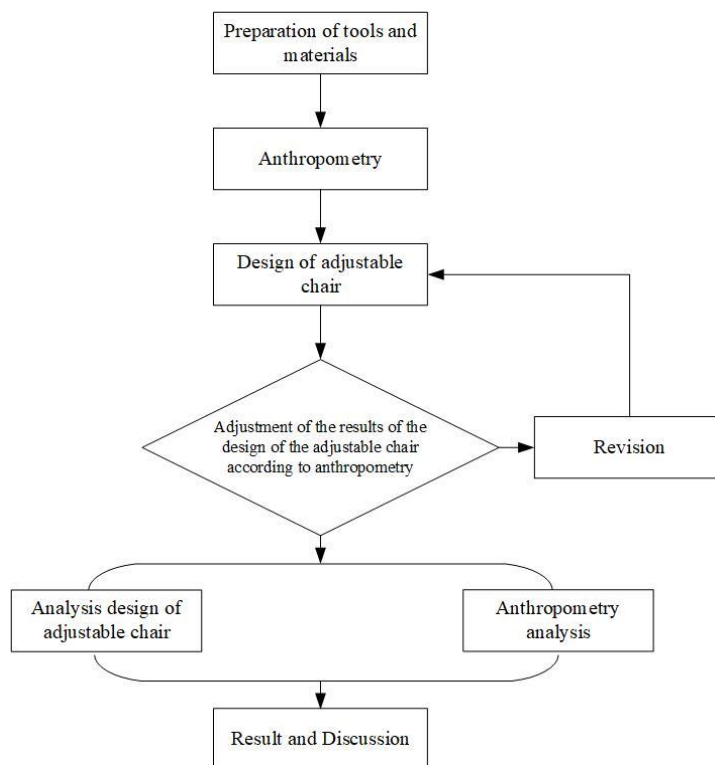 Preparation of tools and
materials
Anthropometry
Design of adjustable
chair
Adjustment of the results of the
design of the adjustable chair
according to anthropometry
Revision
Analysis design of
adjustable chair
Anthropometry
analysis
Result and Discussion